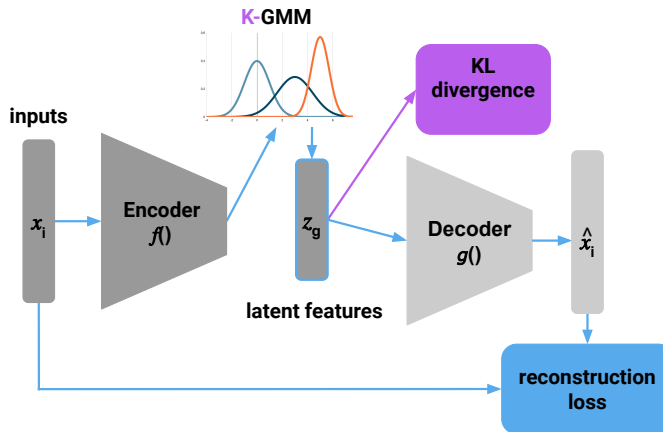 K-GMM
KL
divergence
inputs
x_i
Encoder
f()
z_g
Decoder
g()
x̂_i
latent features
reconstruction
loss